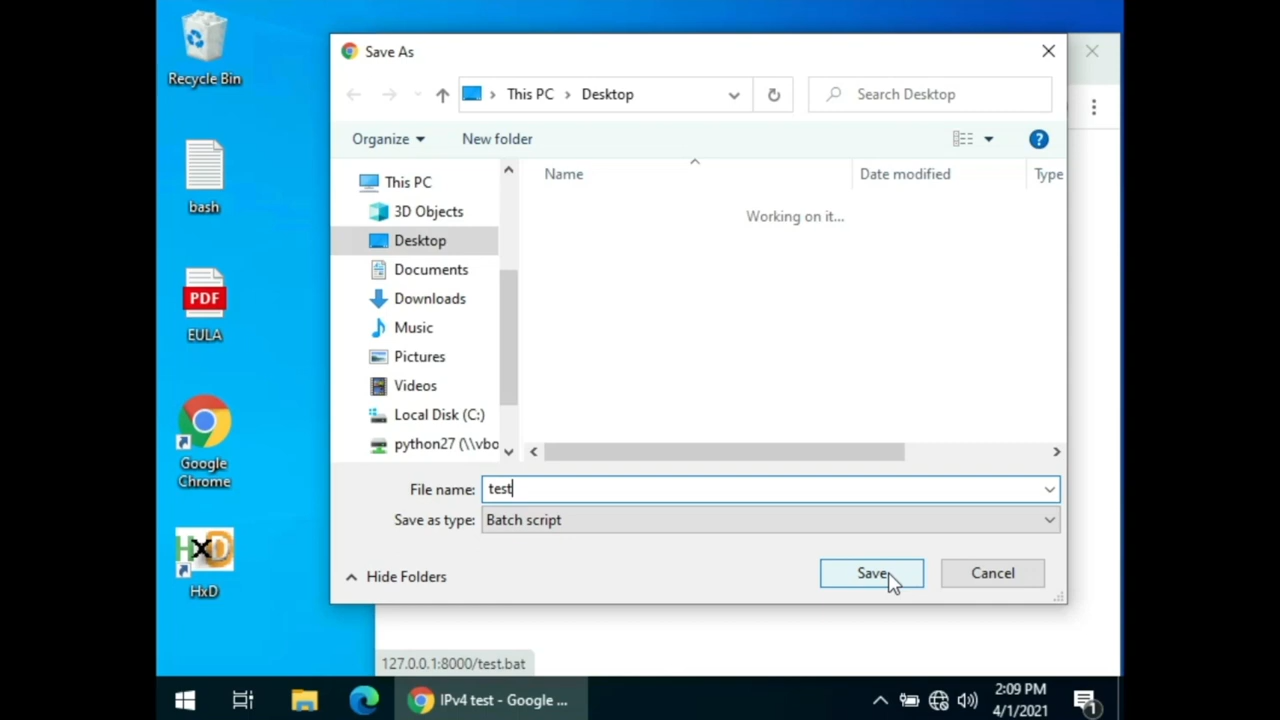 Recycle Bin
bash
PDF
EULA
Google
Chrome
HxD
HxD
Save As
This PC
Desktop
Search Desktop
Organize
New folder
?
This PC
3D Objects
Desktop
Documents
Downloads
Music
Pictures
Videos
Local Disk (C:)
python27 (\\vbo
Name
Date modified
Type
Working on it...
File name:
test
Save as type:
Batch script
Hide Folders
Save
Cancel
127.0.0.1:8000/test.bat
IPv4 test - Google ...
2:09 PM
4/1/2021
1